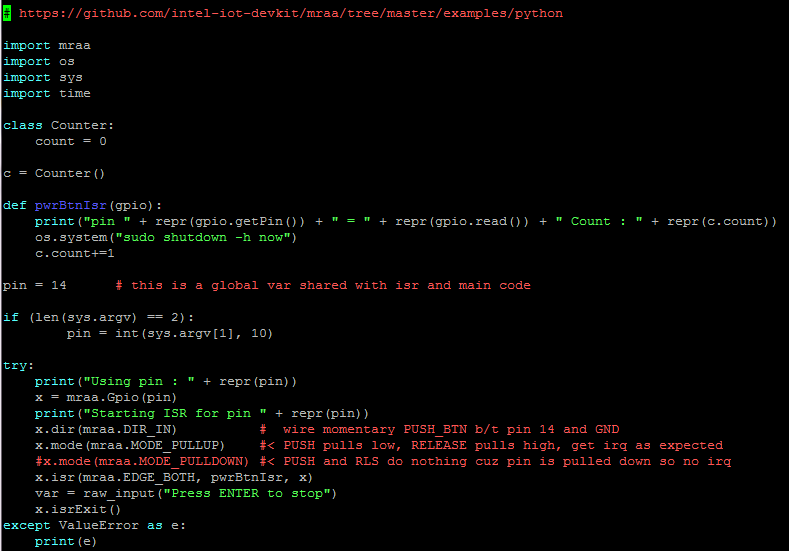 # https://github.com/intel-iot-devkit/mraa/tree/master/examples/python

import mraa
import os
import sys
import time

class Counter:
    count = 0

c = Counter()

def pwrBtnIsr(gpio):
    print("pin " + repr(gpio.getPin()) + " = " + repr(gpio.read()) + " Count : " + repr(c.count))
    os.system("sudo shutdown -h now")
    c.count+=1

pin = 14      # this is a global var shared with isr and main code

if (len(sys.argv) == 2):
        pin = int(sys.argv[1], 10)

try:
    print("Using pin : " + repr(pin))
    x = mraa.Gpio(pin)
    print("Starting ISR for pin " + repr(pin))
    x.dir(mraa.DIR_IN)          #  wire momentary PUSH_BTN b/t pin 14 and GND
    x.mode(mraa.MODE_PULLUP)    #< PUSH pulls low, RELEASE pulls high, get irq as expected
    #x.mode(mraa.MODE_PULLDOWN) #< PUSH and RLS do nothing cuz pin is pulled down so no irq
    x.isr(mraa.EDGE_BOTH, pwrBtnIsr, x)
    var = raw_input("Press ENTER to stop")
    x.isrExit()
except ValueError as e:
    print(e)